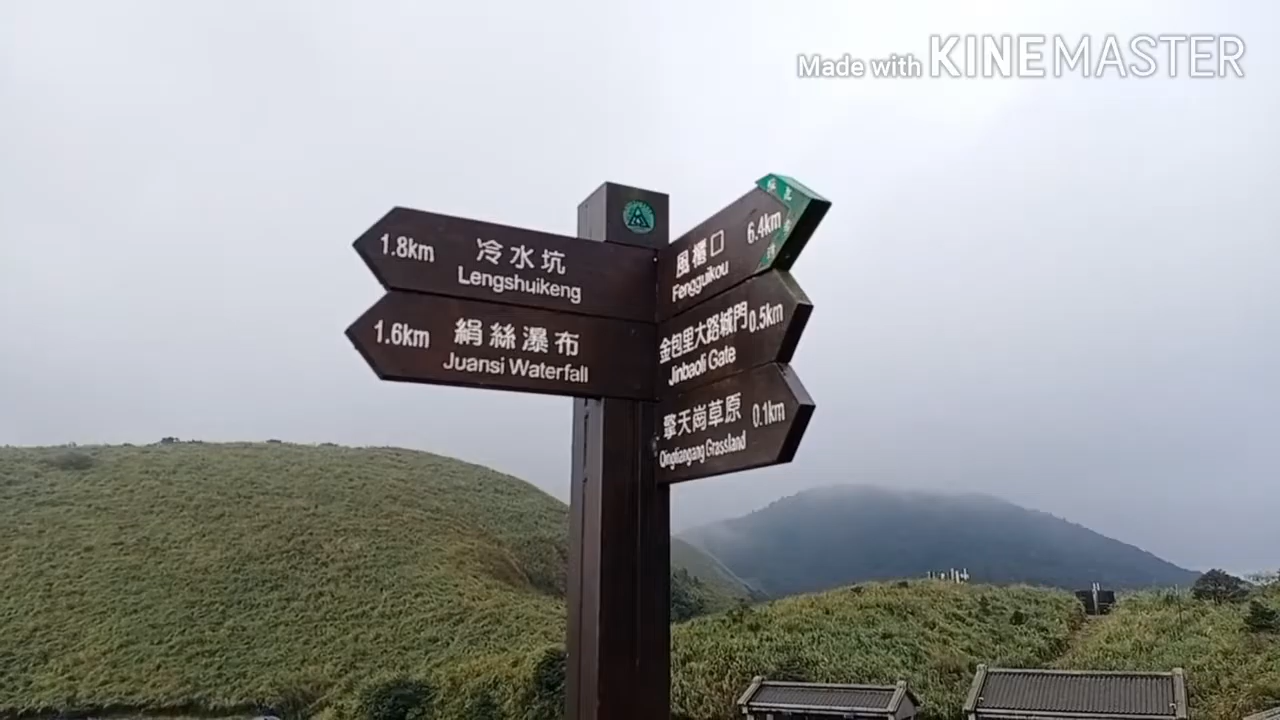 Made with KINEMASTER
1.8km 冷水坑
Lengshuikeng
1.6km 絹絲瀑布
Juansi Waterfall
風櫃口 6.4km
Fengguikou
金包里大路城門 0.5km
Jinbaoli Gate
擎天崗草原 0.1km
Qingtiangang Grassland